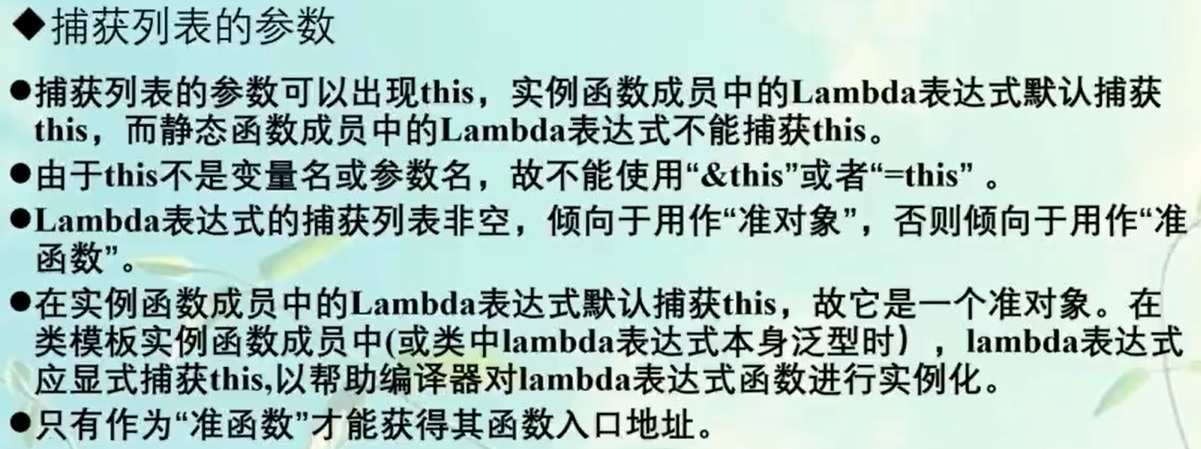 ◆捕获列表的参数
●捕获列表的参数可以出现this，实例函数成员中的Lambda表达式默认捕获
this，而静态函数成员中的Lambda表达式不能捕获this。
●由于this不是变量名或参数名，故不能使用“&this”或者“=this” 。
●Lambda表达式的捕获列表非空，倾向于用作“准对象”，否则倾向于用作“准
函数”。
●在实例函数成员中的Lambda表达式默认捕获this，故它是一个准对象。在
类模板实例函数成员中(或类中lambda表达式本身泛型时），lambda表达式
应显式捕获this,以帮助编译器对lambda表达式函数进行实例化。
●只有作为“准函数”才能获得其函数入口地址。